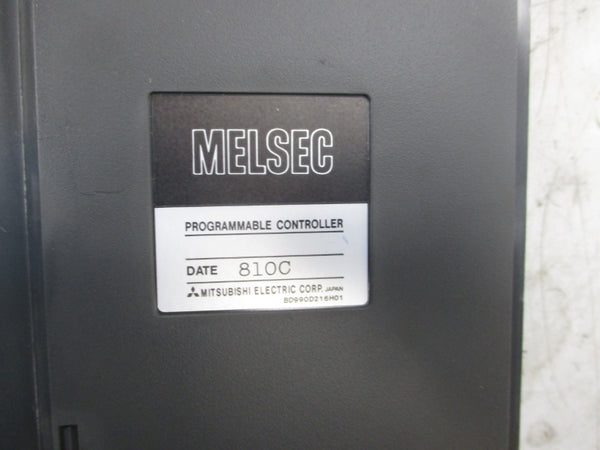 MELSEC
PROGRAMMABLE CONTROLLER
DATE 810C
MITSUBISHI ELECTRIC CORP. JAPAN
BD990D216H01